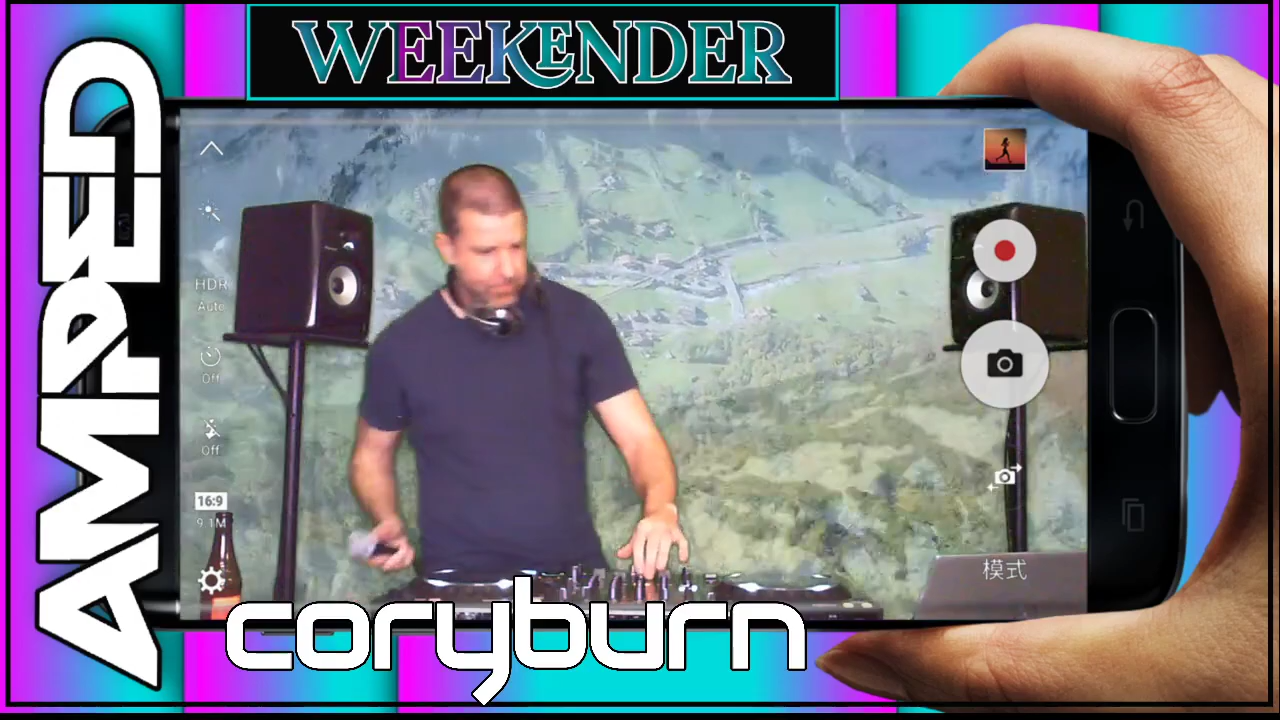 WEEKENDER
AMPED
HDR
Auto
Off
Off
16:9
9.1M
模式
coryburn